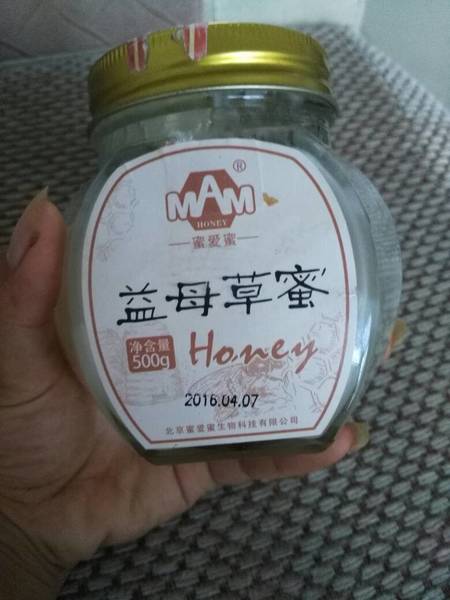 MAM®
HONEY
蜜爱蜜
益母草蜜
净含量
500g
Honey
2016.04.07
北京蜜爱蜜生物科技有限公司